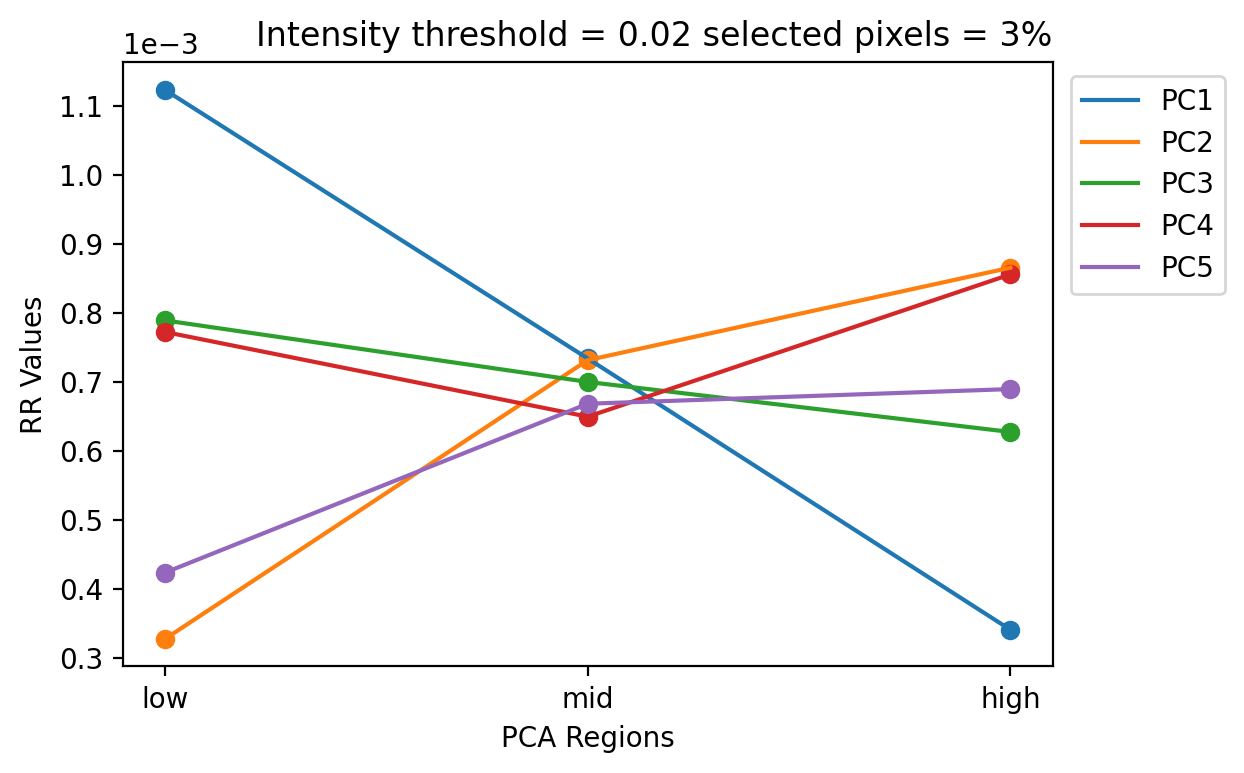 Intensity threshold = 0.02 selected pixels = 3%
1e−3
1.1
1.0
0.9
0.8
0.7
0.6
0.5
0.4
0.3
RR Values
low
mid
high
PCA Regions
PC1
PC2
PC3
PC4
PC5